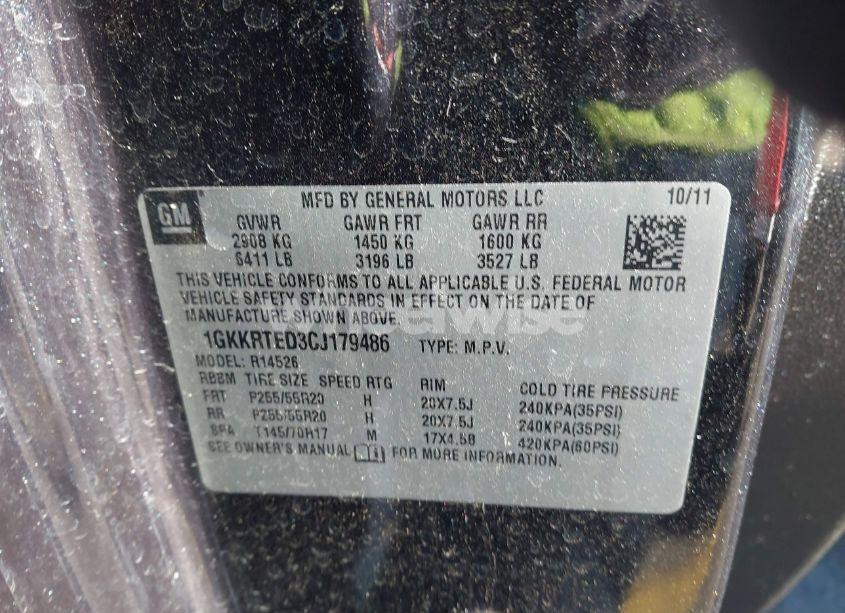 GM
MFD BY GENERAL MOTORS LLC 10/11
GVWR GAWR FRT GAWR RR
2908 KG 1450 KG 1600 KG
6411 LB 3196 LB 3527 LB
THIS VEHICLE CONFORMS TO ALL APPLICABLE U.S. FEDERAL MOTOR
VEHICLE SAFETY STANDARDS IN EFFECT ON THE DATE OF
MANUFACTURE SHOWN ABOVE.
1GKKRTED3CJ179486 TYPE: M.P.V.
MODEL: R14526
TIRE SIZE SPEED RTG RIM COLD TIRE PRESSURE
FRT P255/55R20 H 20X7.5J 240KPA(35PSI)
RR P255/55R20 H 20X7.5J 240KPA(35PSI)
SPA T145/70R17 M 17X4.5B 420KPA(60PSI)
SEE OWNER'S MANUAL FOR MORE INFORMATION.